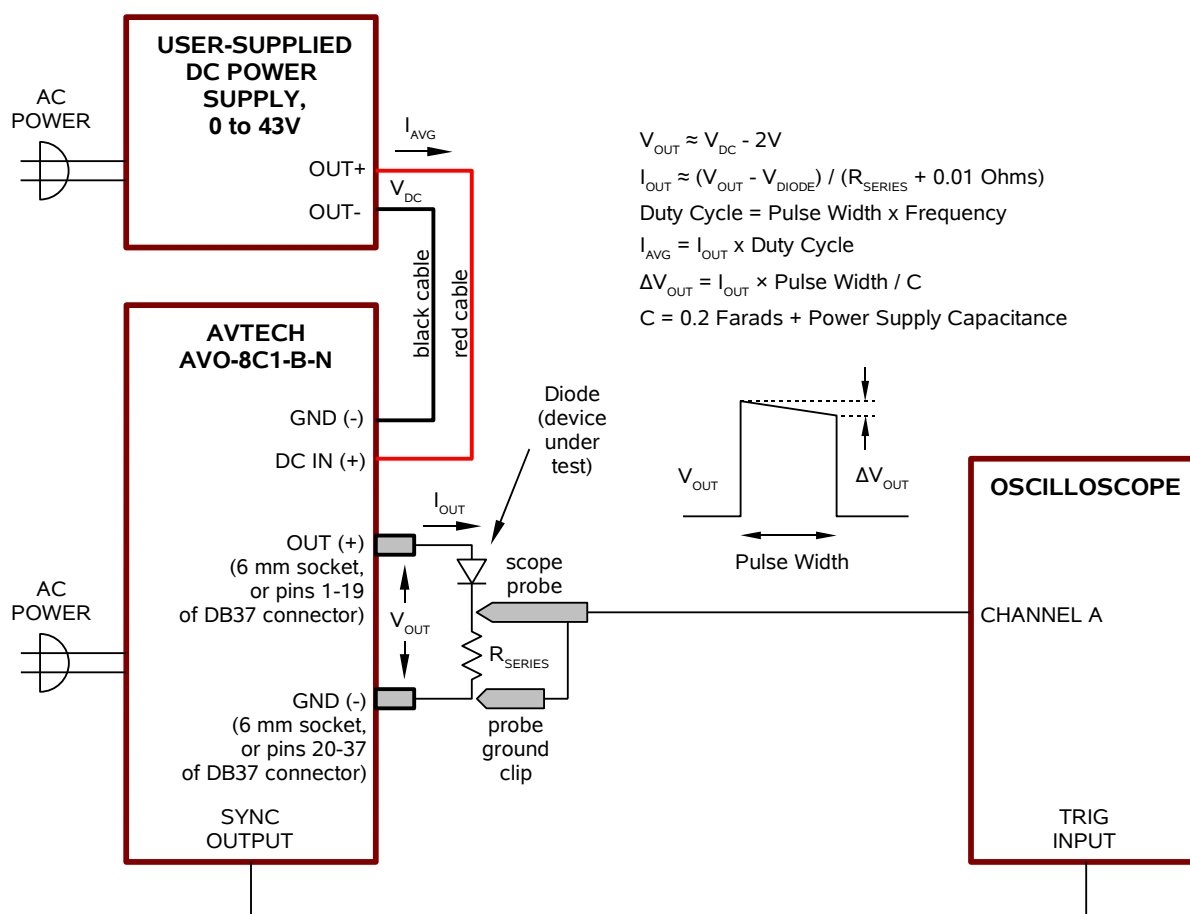 USER-SUPPLIED
DC POWER
SUPPLY,
0 to 43V
AC
POWER
OUT+
OUT-
I_AVG
V_DC
black cable
red cable
V_OUT ≈ V_DC - 2V
I_OUT ≈ (V_OUT - V_DIODE) / (R_SERIES + 0.01 Ohms)
Duty Cycle = Pulse Width x Frequency
I_AVG = I_OUT x Duty Cycle
ΔV_OUT = I_OUT × Pulse Width / C
C = 0.2 Farads + Power Supply Capacitance
AVTECH
AVO-8C1-B-N
GND (-)
DC IN (+)
Diode
(device
under
test)
I_OUT
OUT (+)
(6 mm socket,
or pins 1-19
of DB37 connector)
AC
POWER
V_OUT
scope
probe
R_SERIES
GND (-)
(6 mm socket,
or pins 20-37
of DB37 connector)
probe
ground
clip
SYNC
OUTPUT
V_OUT
ΔV_OUT
Pulse Width
OSCILLOSCOPE
CHANNEL A
TRIG
INPUT